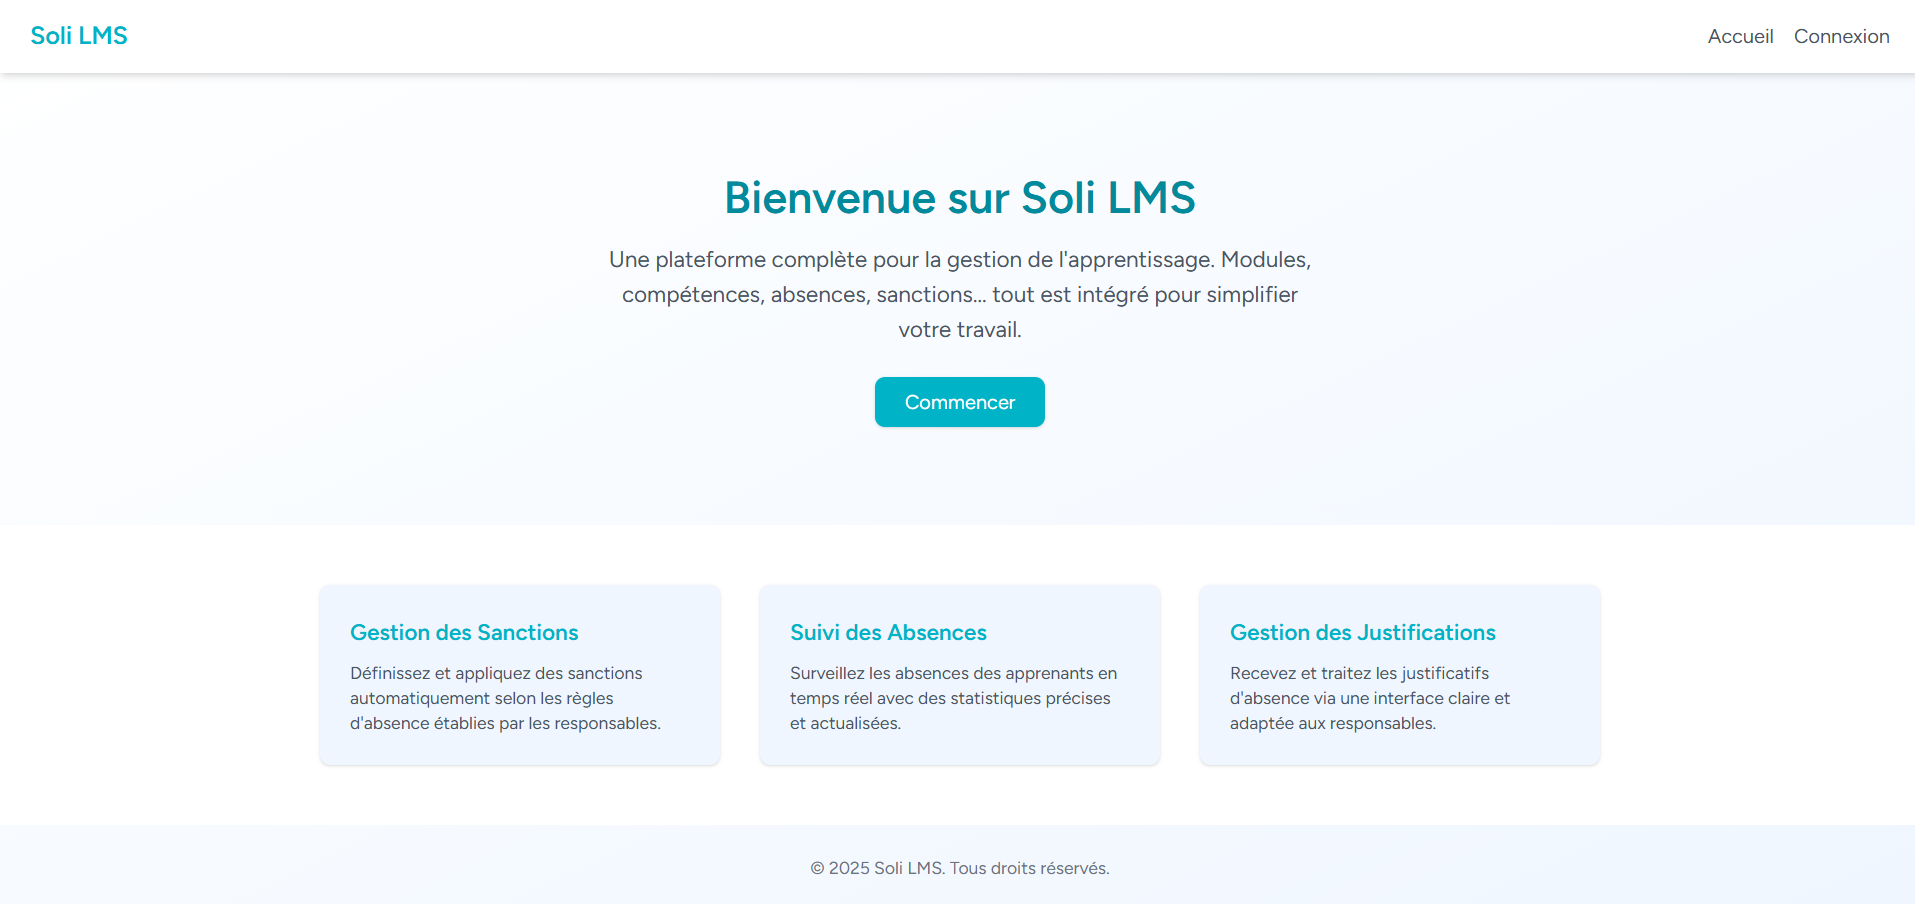 Soli LMS
Accueil
Connexion
Bienvenue sur Soli LMS
Une plateforme complète pour la gestion de l'apprentissage. Modules,
compétences, absences, sanctions... tout est intégré pour simplifier
votre travail.
Commencer
Gestion des Sanctions
Définissez et appliquez des sanctions
automatiquement selon les règles
d'absence établies par les responsables.
Suivi des Absences
Surveillez les absences des apprenants en
temps réel avec des statistiques précises
et actualisées.
Gestion des Justifications
Recevez et traitez les justificatifs
d'absence via une interface claire et
adaptée aux responsables.
© 2025 Soli LMS. Tous droits réservés.